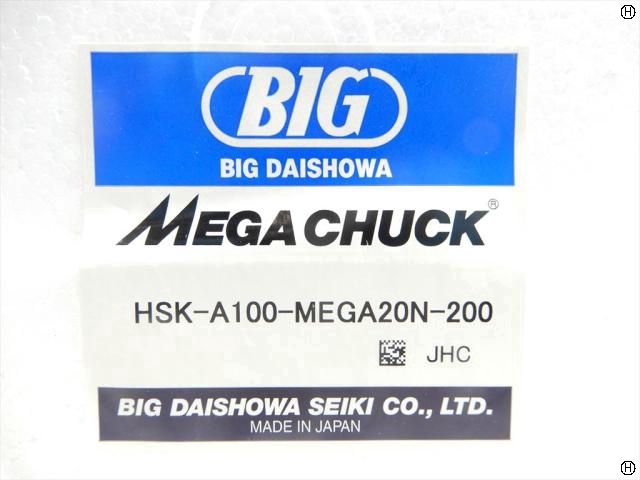 BIG
BIG DAISHOWA
MEGA CHUCK®
HSK-A100-MEGA20N-200
JHC
BIG DAISHOWA SEIKI CO., LTD.
MADE IN JAPAN
H
H